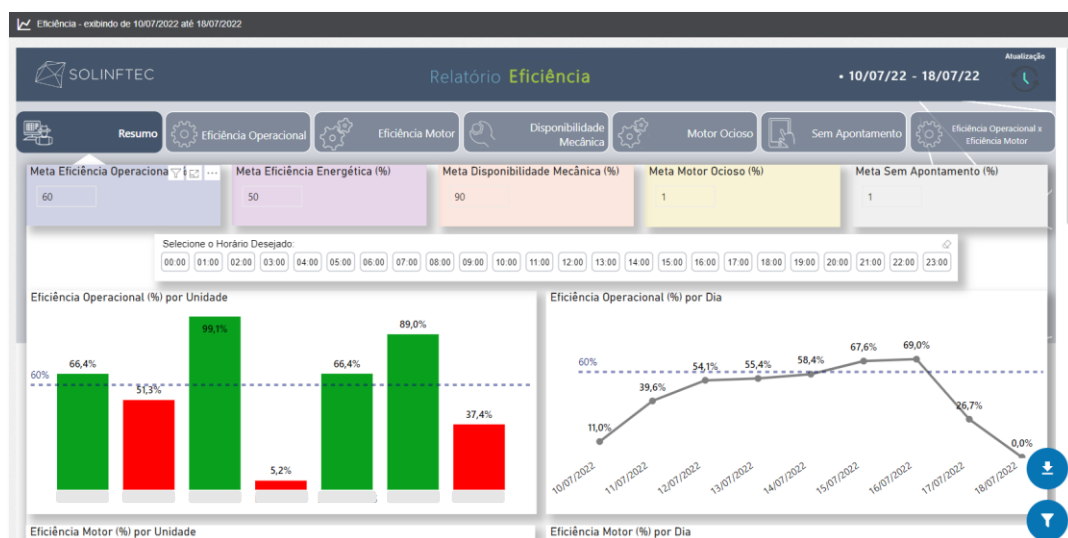 Eficiência - exibindo de 10/07/2022 até 18/07/2022
SOLINFTEC
Relatório Eficiência
• 10/07/22 - 18/07/22
Atualização
Resumo
Eficiência Operacional
Eficiência Motor
Disponibilidade
Mecânica
Motor Ocioso
Sem Apontamento
Eficiência Operacional x
Eficiência Motor
Meta Eficiência Operaciona
Meta Eficiência Energética (%)
Meta Disponibilidade Mecânica (%)
Meta Motor Ocioso (%)
Meta Sem Apontamento (%)
60
50
90
1
1
Selecione o Horário Desejado:
00:00 01:00 02:00 03:00 04:00 05:00 06:00 07:00 08:00 09:00 10:00 11:00 12:00 13:00 14:00 15:00 16:00 17:00 18:00 19:00 20:00 21:00 22:00 23:00
Eficiência Operacional (%) por Unidade
60%
66,4%
51,3%
99,1%
5,2%
66,4%
89,0%
37,4%
Eficiência Operacional (%) por Dia
60%
11,0%
39,6%
54,1%
55,4%
58,4%
67,6%
69,0%
26,7%
0,0%
10/07/2022
11/07/2022
12/07/2022
13/07/2022
14/07/2022
15/07/2022
16/07/2022
17/07/2022
18/07/2022
Eficiência Motor (%) por Unidade
Eficiência Motor (%) por Dia